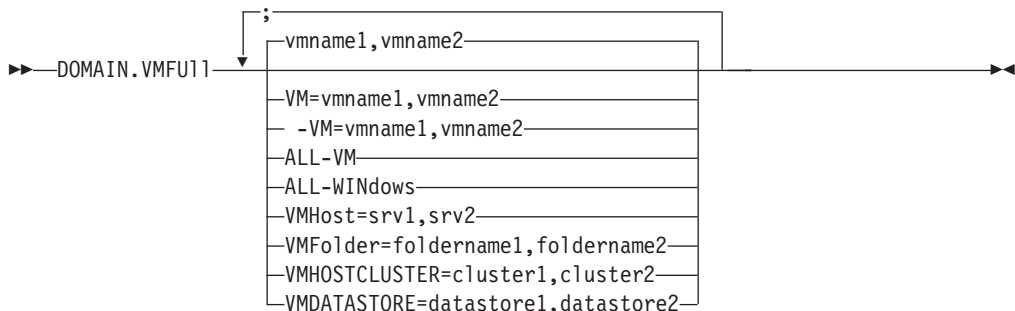 ;
vmname1,vmname2
DOMAIN.VMFUll
VM=vmname1,vmname2
-VM=vmname1,vmname2
ALL-VM
ALL-WINdows
VMHost=srv1,srv2
VMFolder=foldername1,foldername2
VMHOSTCLUSTER=cluster1,cluster2
VMDATASTORE=datastore1,datastore2